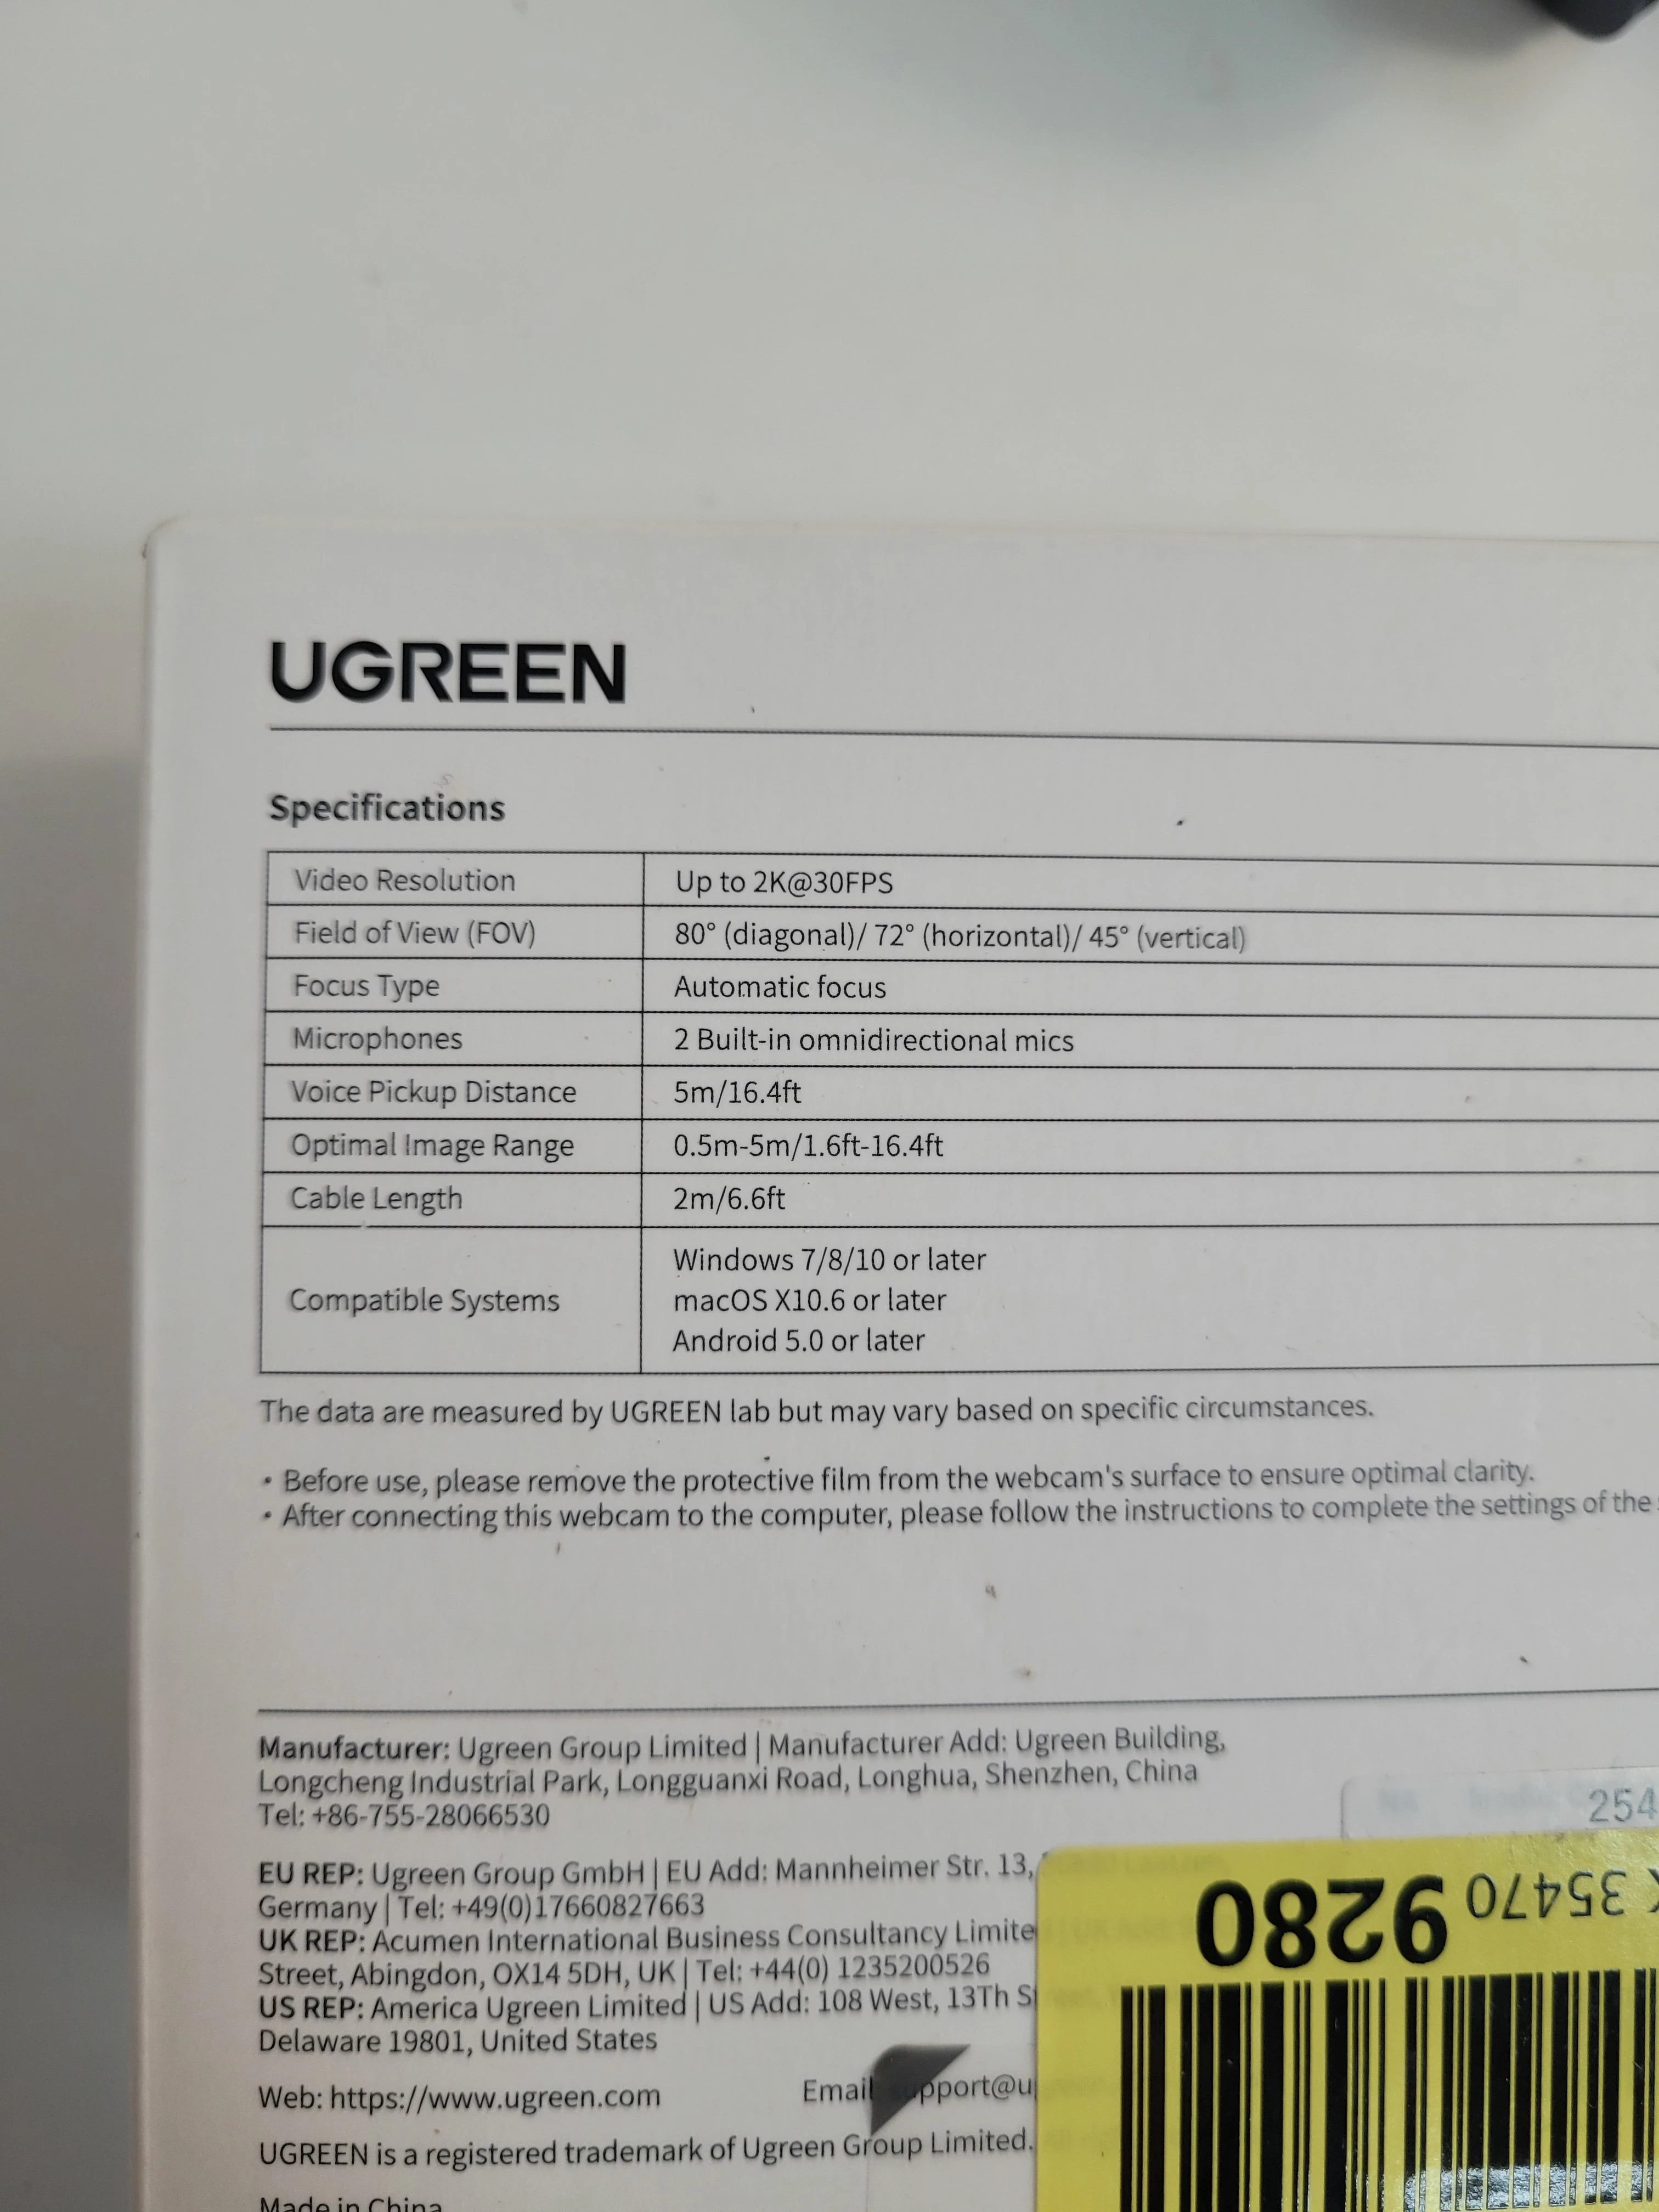 UGREEN
Specifications
Video Resolution Up to 2K@30FPS
Field of View (FOV) 80° (diagonal)/ 72° (horizontal)/ 45° (vertical)
Focus Type Automatic focus
Microphones 2 Built-in omnidirectional mics
Voice Pickup Distance 5m/16.4ft
Optimal Image Range 0.5m-5m/1.6ft-16.4ft
Cable Length 2m/6.6ft
Compatible Systems
Windows 7/8/10 or later
macOS X10.6 or later
Android 5.0 or later
The data are measured by UGREEN lab but may vary based on specific circumstances.
• Before use, please remove the protective film from the webcam's surface to ensure optimal clarity.
• After connecting this webcam to the computer, please follow the instructions to complete the settings of the
Manufacturer: Ugreen Group Limited | Manufacturer Add: Ugreen Building,
Longcheng Industrial Park, Longguanxi Road, Longhua, Shenzhen, China
Tel: +86-755-28066530
254
EU REP: Ugreen Group GmbH | EU Add: Mannheimer Str. 13,
Germany | Tel: +49(0)17660827663
UK REP: Acumen International Business Consultancy Limite
Street, Abingdon, OX14 5DH, UK | Tel: +44(0) 1235200526
US REP: America Ugreen Limited | US Add: 108 West, 13Th S
Delaware 19801, United States
Web: https://www.ugreen.com Email pport@u
UGREEN is a registered trademark of Ugreen Group Limited.
Made in China
35470 9280